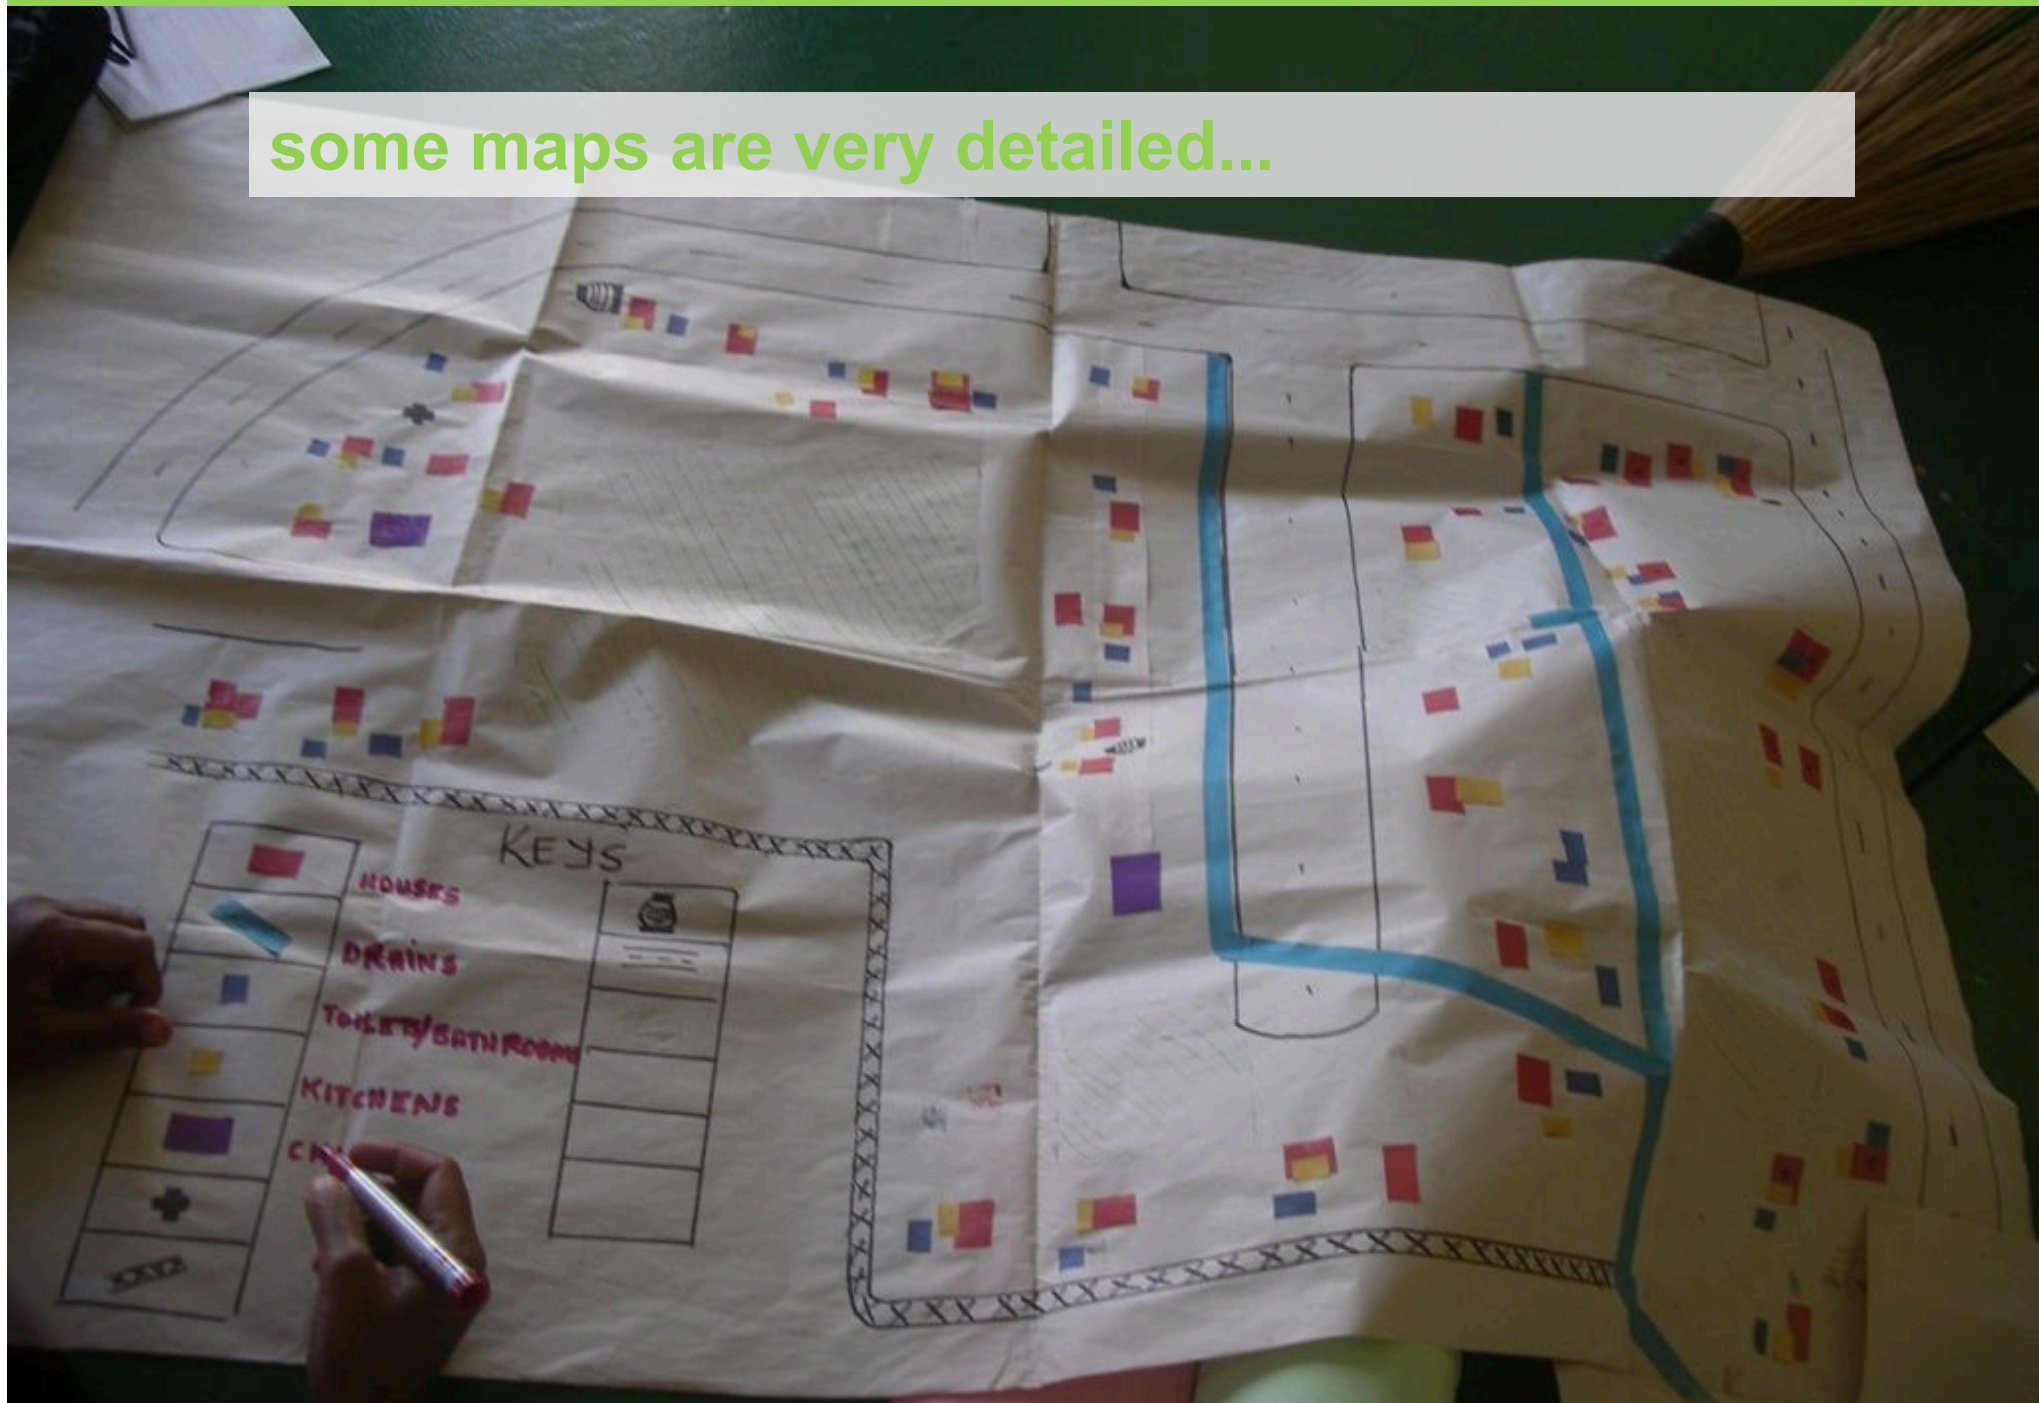 some maps are very detailed...
KEYS
HOUSES
DRAINS
TOILETS/BATHROOMS
KITCHENS